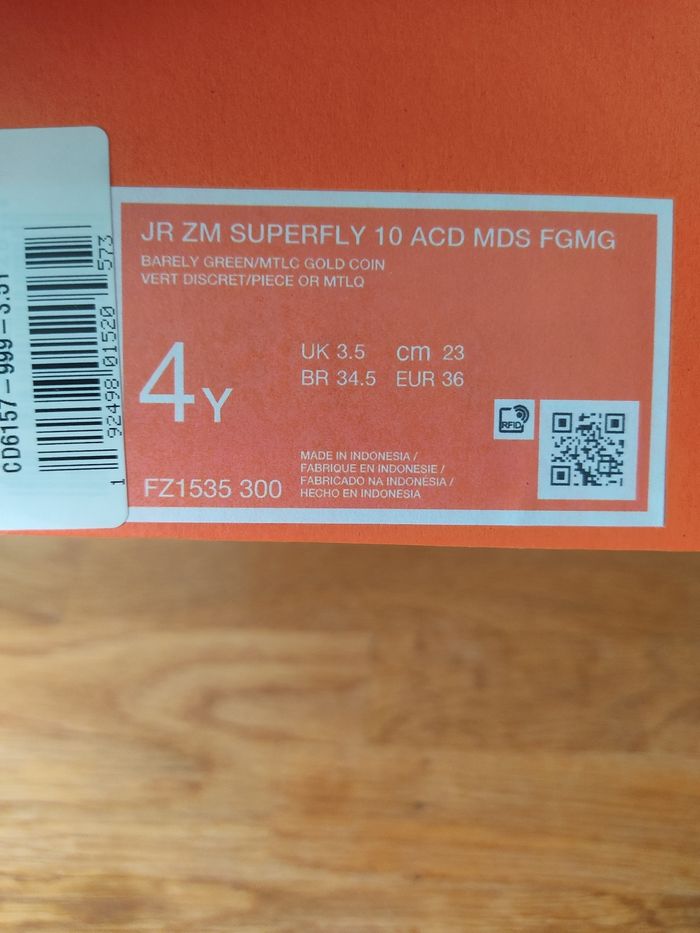 JR ZM SUPERFLY 10 ACD MDS FGMG
BARELY GREEN/MTLC GOLD COIN
VERT DISCRET/PIECE OR MTLQ
4Y
UK 3.5 cm 23
BR 34.5 EUR 36
RFID
MADE IN INDONESIA /
FABRIQUE EN INDONESIE /
FABRICADO NA INDONESIA /
HECHO EN INDONESIA
FZ1535 300
CD6157-999-3.5Y
1 92498 01520 573